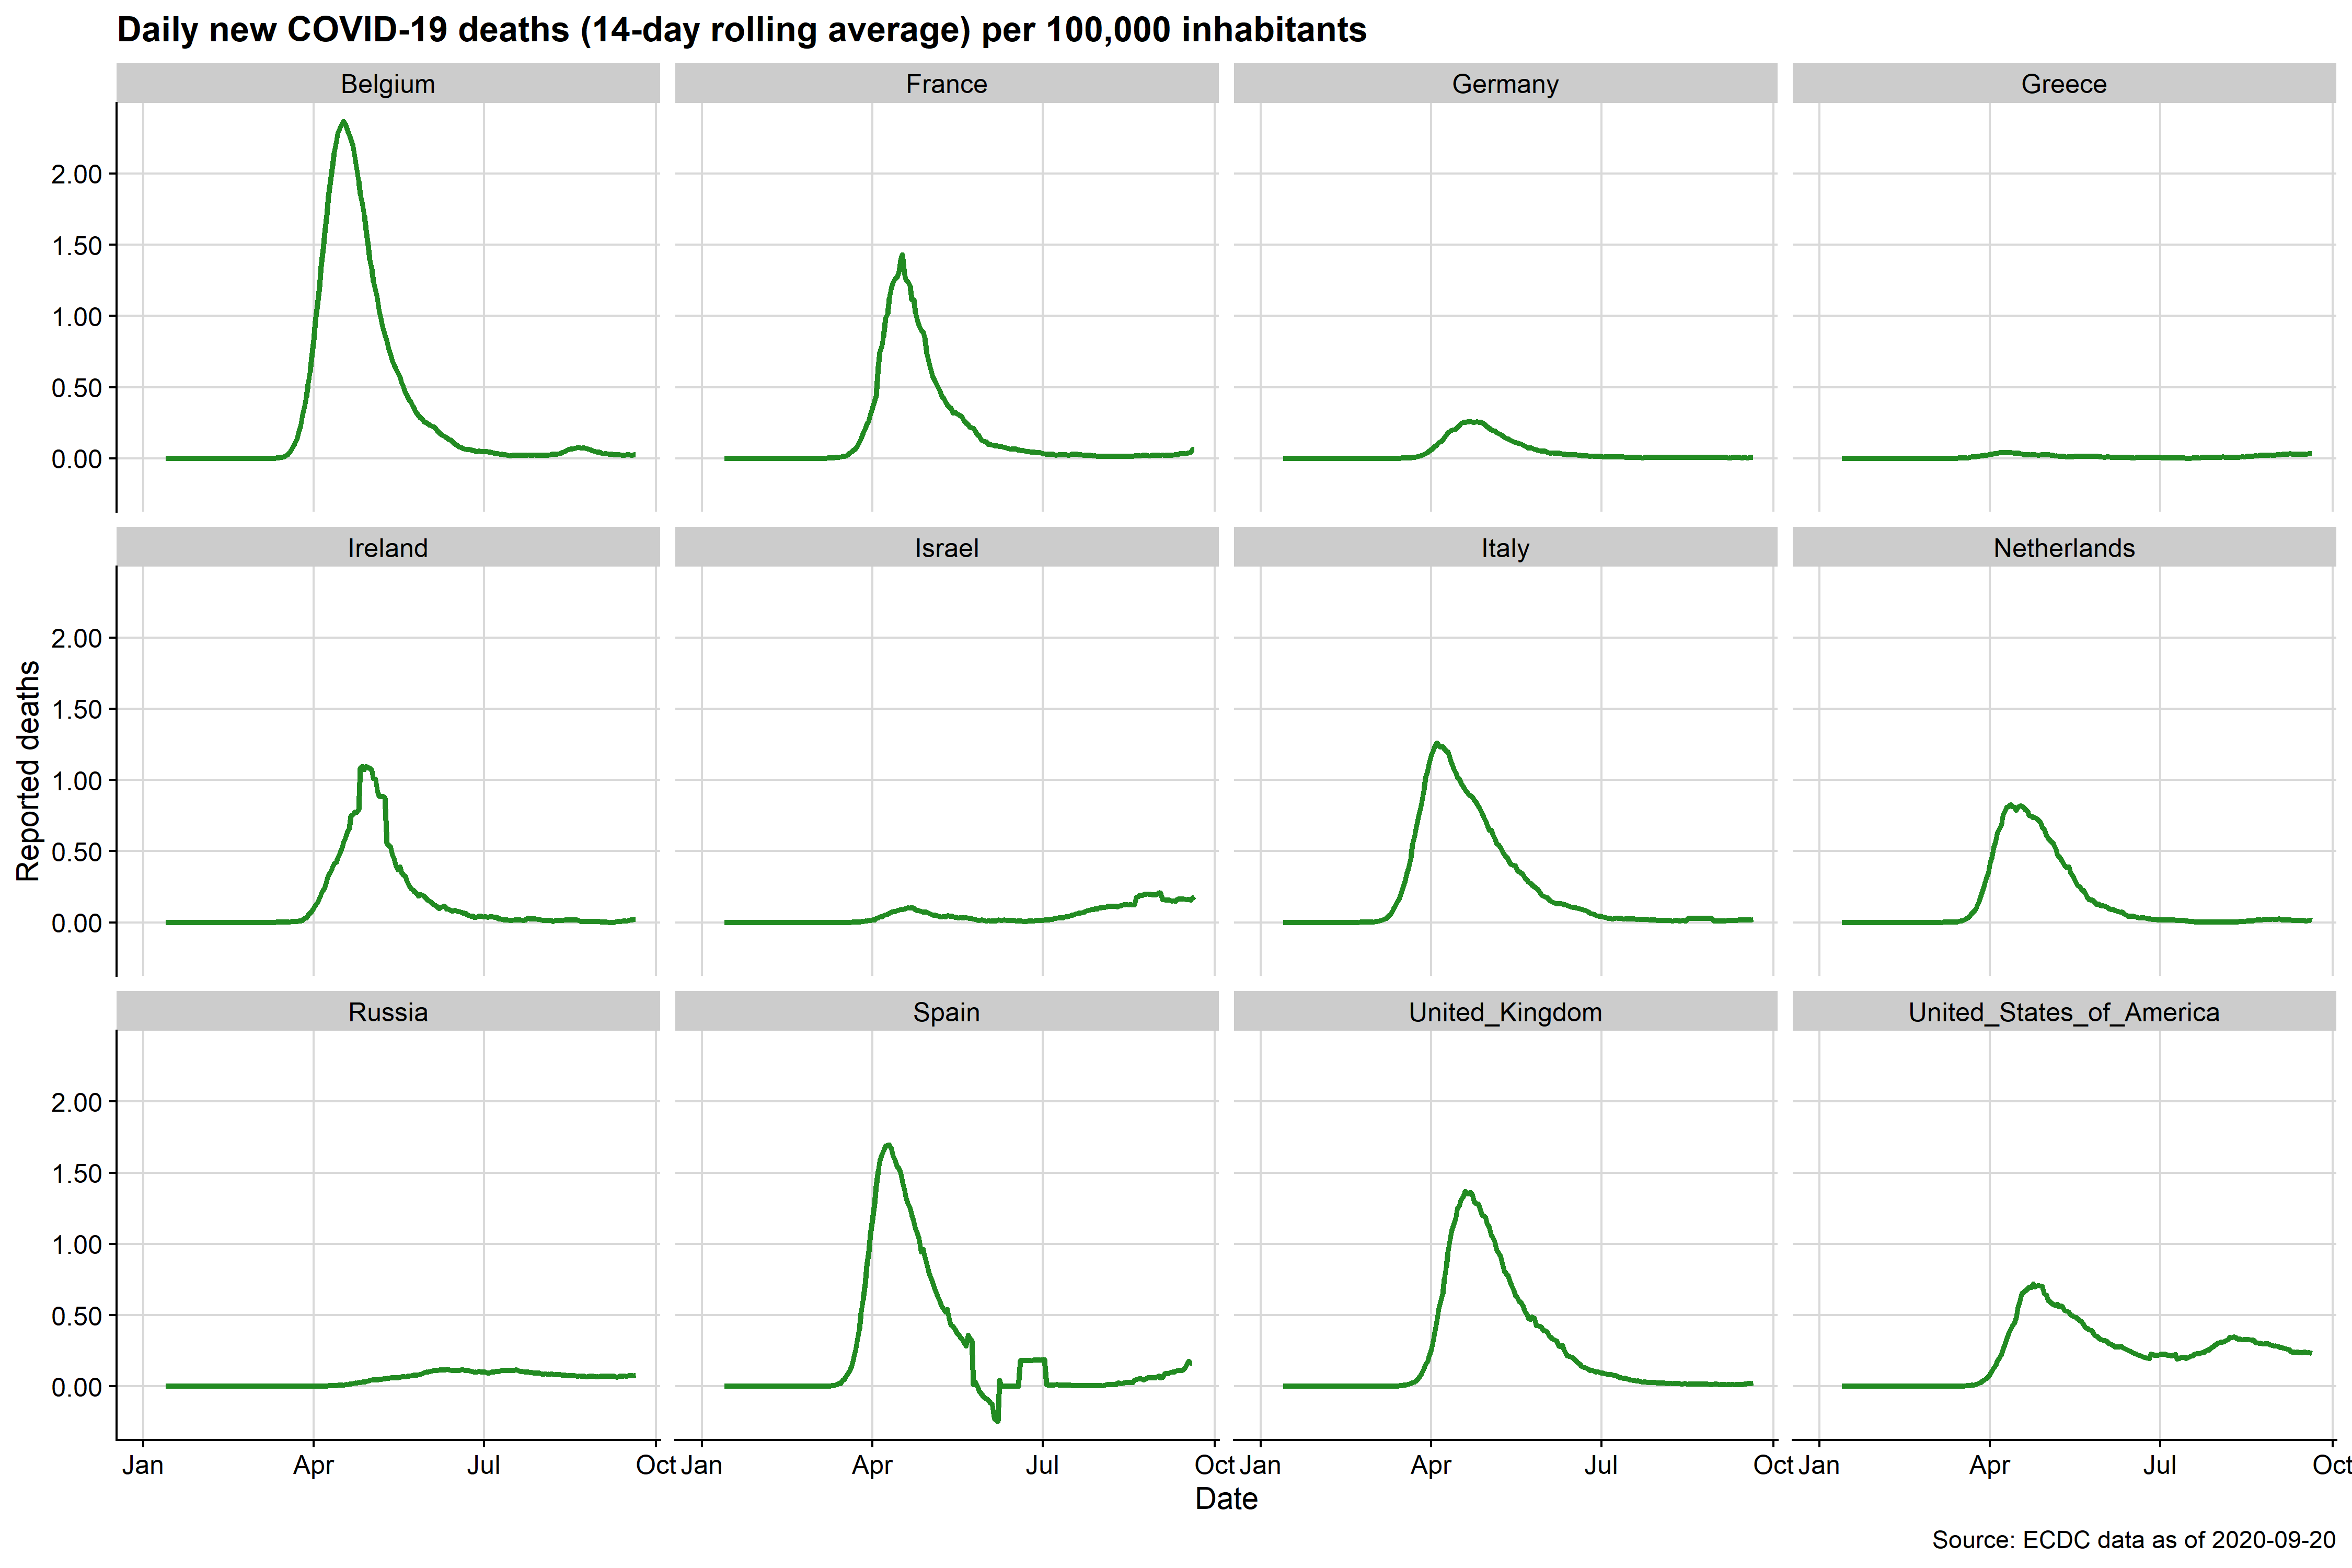 Daily new COVID-19 deaths (14-day rolling average) per 100,000 inhabitants
Belgium France Germany Greece
2.00
1.50
1.00
0.50
0.00
Ireland Israel Italy Netherlands
2.00
1.50
1.00
0.50
0.00
Reported deaths
Russia Spain United_Kingdom United_States_of_America
2.00
1.50
1.00
0.50
0.00
Jan Apr Jul Oct Jan Apr Jul Oct Jan Apr Jul Oct Jan Apr Jul Oct
Date
Source: ECDC data as of 2020-09-20